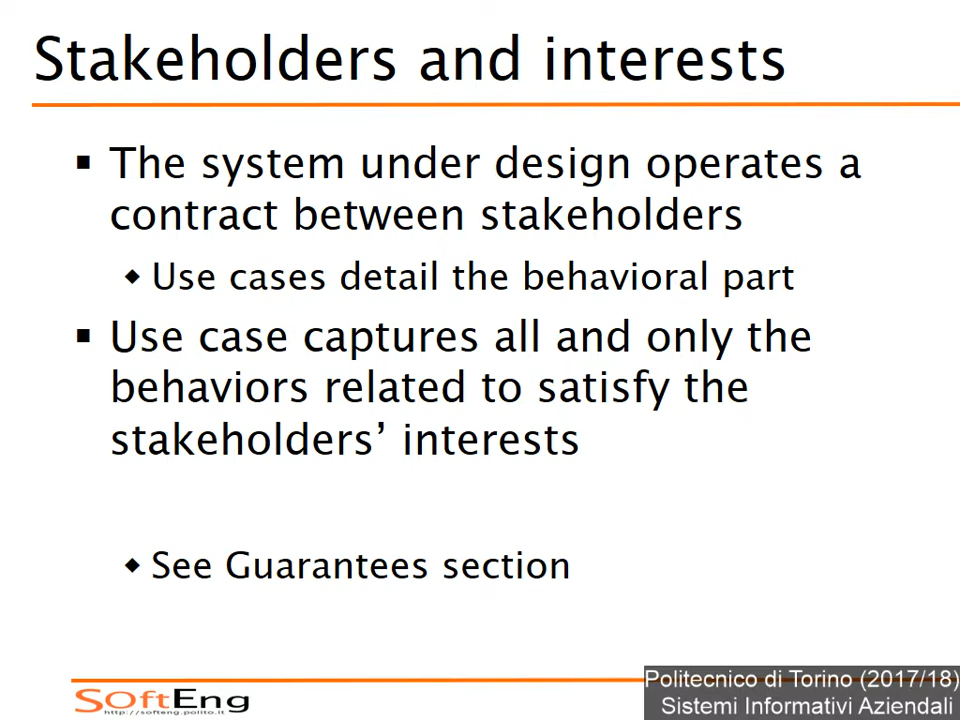 Stakeholders and interests
▪ The system under design operates a
contract between stakeholders
◆ Use cases detail the behavioral part
▪ Use case captures all and only the
behaviors related to satisfy the
stakeholders’ interests
◆ See Guarantees section
SOftEng
http://softeng.polito.it
Politecnico di Torino (2017/18)
Sistemi Informativi Aziendali